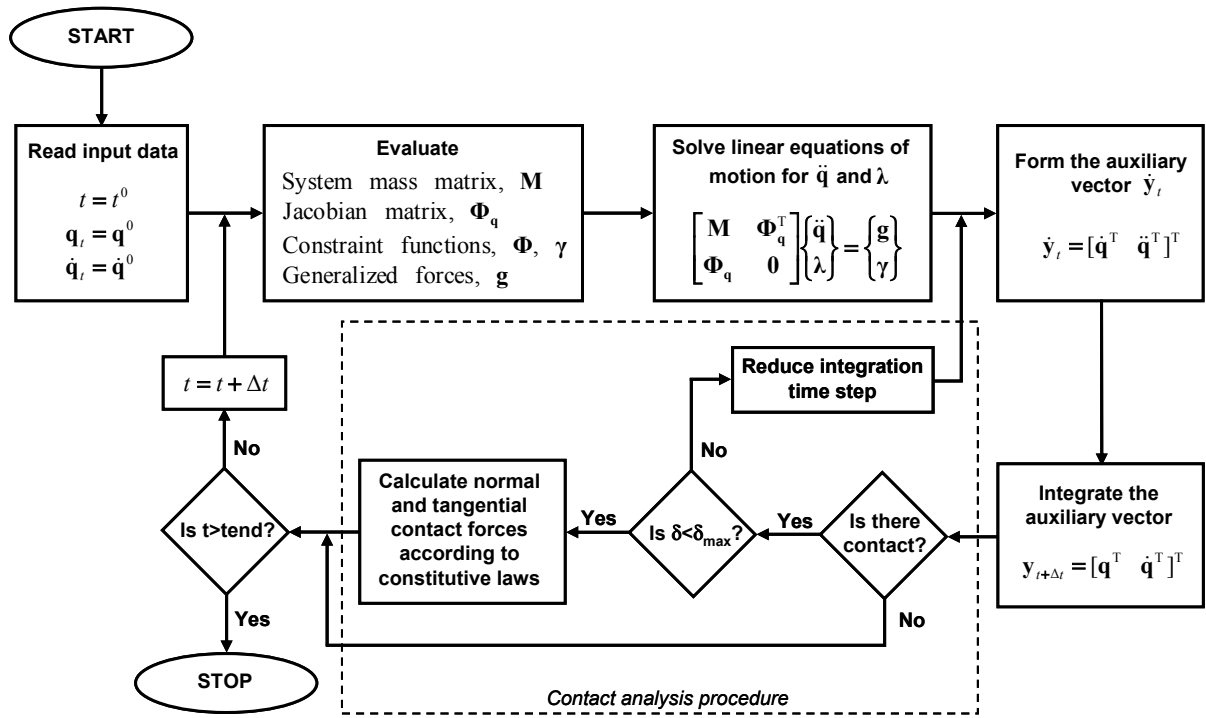 START
Read input data
t = t⁰
q_t = q⁰
q̇_t = q̇⁰
Evaluate
System mass matrix, M
Jacobian matrix, Φ_q
Constraint functions, Φ, γ
Generalized forces, g
Solve linear equations of
motion for q̈ and λ
[M Φ_q^T] {q̈} = {g}
[Φ_q 0] {λ} {γ}
Form the auxiliary
vector ẏ_t
ẏ_t = [q̇^T q̈^T]^T
Integrate the
auxiliary vector
y_{t+Δt} = [q^T q̇^T]^T
Is there
contact?
Yes
No
Is δ<δ_max?
Yes
No
Reduce integration
time step
Calculate normal
and tangential
contact forces
according to
constitutive laws
Is t>tend?
No
t = t + Δt
Yes
STOP
Contact analysis procedure